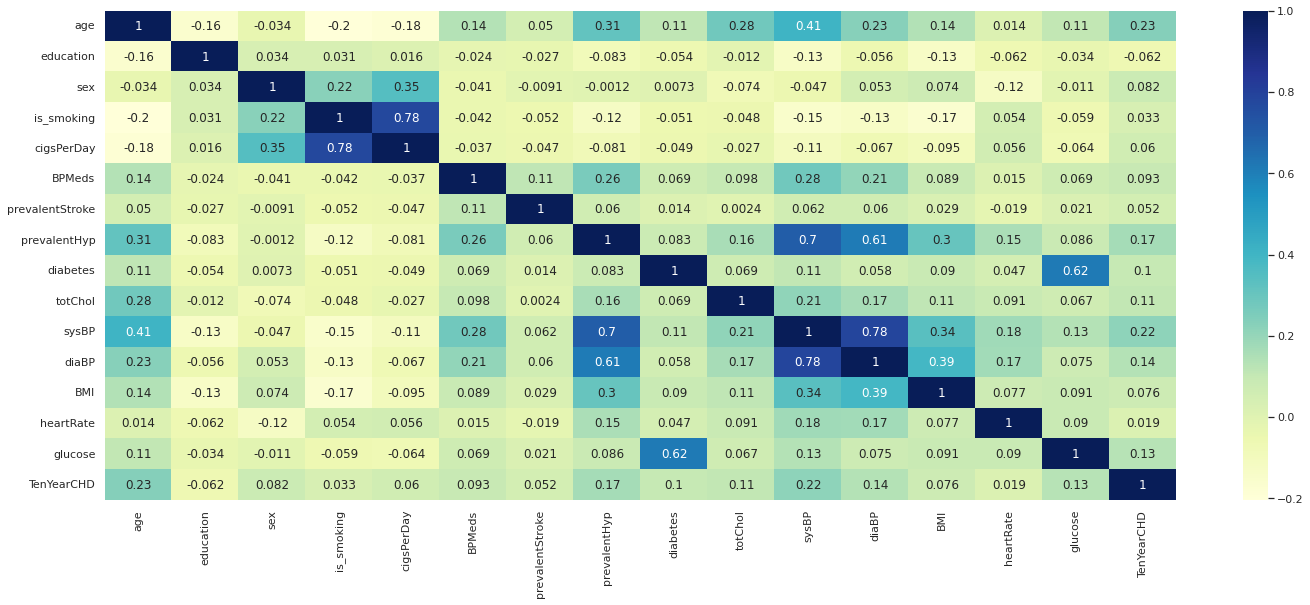 age 1 -0.16 -0.034 -0.2 -0.18 0.14 0.05 0.31 0.11 0.28 0.41 0.23 0.14 0.014 0.11 0.23
education -0.16 1 0.034 0.031 0.016 -0.024 -0.027 -0.083 -0.054 -0.012 -0.13 -0.056 -0.13 -0.062 -0.034 -0.062
sex -0.034 0.034 1 0.22 0.35 -0.041 -0.0091 -0.0012 0.0073 -0.074 -0.047 0.053 0.074 -0.12 -0.011 0.082
is_smoking -0.2 0.031 0.22 1 0.78 -0.042 -0.052 -0.12 -0.051 -0.048 -0.15 -0.13 -0.17 0.054 -0.059 0.033
cigsPerDay -0.18 0.016 0.35 0.78 1 -0.037 -0.047 -0.081 -0.049 -0.027 -0.11 -0.067 -0.095 0.056 -0.064 0.06
BPMeds 0.14 -0.024 -0.041 -0.042 -0.037 1 0.11 0.26 0.069 0.098 0.28 0.21 0.089 0.015 0.069 0.093
prevalentStroke 0.05 -0.027 -0.0091 -0.052 -0.047 0.11 1 0.06 0.014 0.0024 0.062 0.06 0.029 -0.019 0.021 0.052
prevalentHyp 0.31 -0.083 -0.0012 -0.12 -0.081 0.26 0.06 1 0.083 0.16 0.7 0.61 0.3 0.15 0.086 0.17
diabetes 0.11 -0.054 0.0073 -0.051 -0.049 0.069 0.014 0.083 1 0.069 0.11 0.058 0.09 0.047 0.62 0.1
totChol 0.28 -0.012 -0.074 -0.048 -0.027 0.098 0.0024 0.16 0.069 1 0.21 0.17 0.11 0.091 0.067 0.11
sysBP 0.41 -0.13 -0.047 -0.15 -0.11 0.28 0.062 0.7 0.11 0.21 1 0.78 0.34 0.18 0.13 0.22
diaBP 0.23 -0.056 0.053 -0.13 -0.067 0.21 0.06 0.61 0.058 0.17 0.78 1 0.39 0.17 0.075 0.14
BMI 0.14 -0.13 0.074 -0.17 -0.095 0.089 0.029 0.3 0.09 0.11 0.34 0.39 1 0.077 0.091 0.076
heartRate 0.014 -0.062 -0.12 0.054 0.056 0.015 -0.019 0.15 0.047 0.091 0.18 0.17 0.077 1 0.09 0.019
glucose 0.11 -0.034 -0.011 -0.059 -0.064 0.069 0.021 0.086 0.62 0.067 0.13 0.075 0.091 0.09 1 0.13
TenYearCHD 0.23 -0.062 0.082 0.033 0.06 0.093 0.052 0.17 0.1 0.11 0.22 0.14 0.076 0.019 0.13 1
age education sex is_smoking cigsPerDay BPMeds prevalentStroke prevalentHyp diabetes totChol sysBP diaBP BMI heartRate glucose TenYearCHD
1.0
0.8
0.6
0.4
0.2
0.0
−0.2